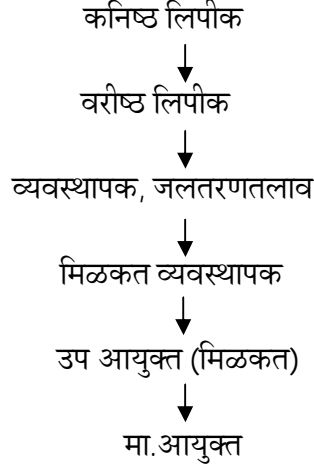 कनिष्ठ लिपीक
वरीष्ठ लिपीक
व्यवस्थापक, जलतरणतलाव
मिळकत व्यवस्थापक
उप आयुक्त (मिळकत)
मा.आयुक्त